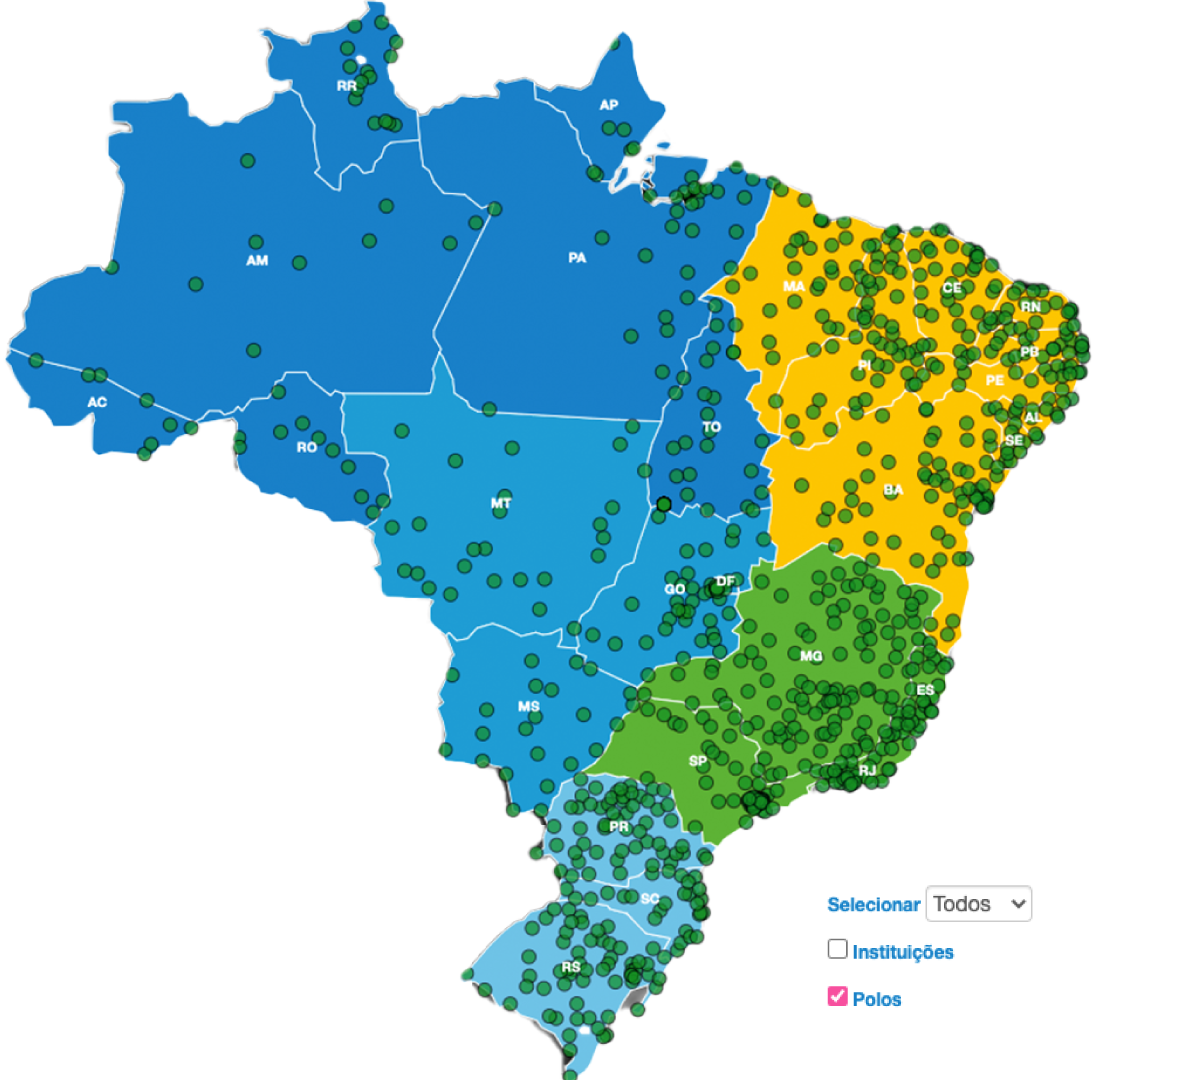 RR
AP
AM
PA
MA
CE
RN
PB
PI
PE
AC
AL
TO
SE
RO
BA
MT
DF
GO
MG
ES
MS
SP
RJ
PR
SC
Selecionar Todos
Instituições
RS
Polos